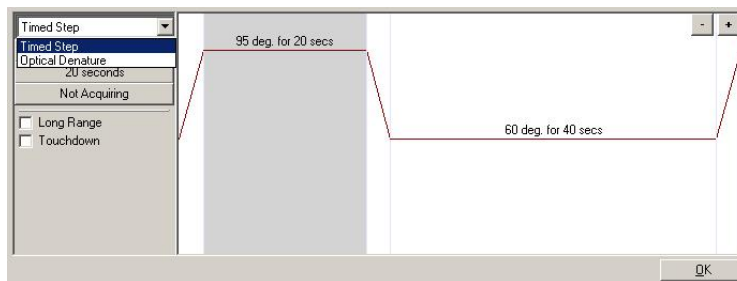 Timed Step
Timed Step
Optical Denature
20 seconds
Not Acquiring
Long Range
Touchdown
95 deg. for 20 secs
60 deg. for 40 secs
-
+
OK